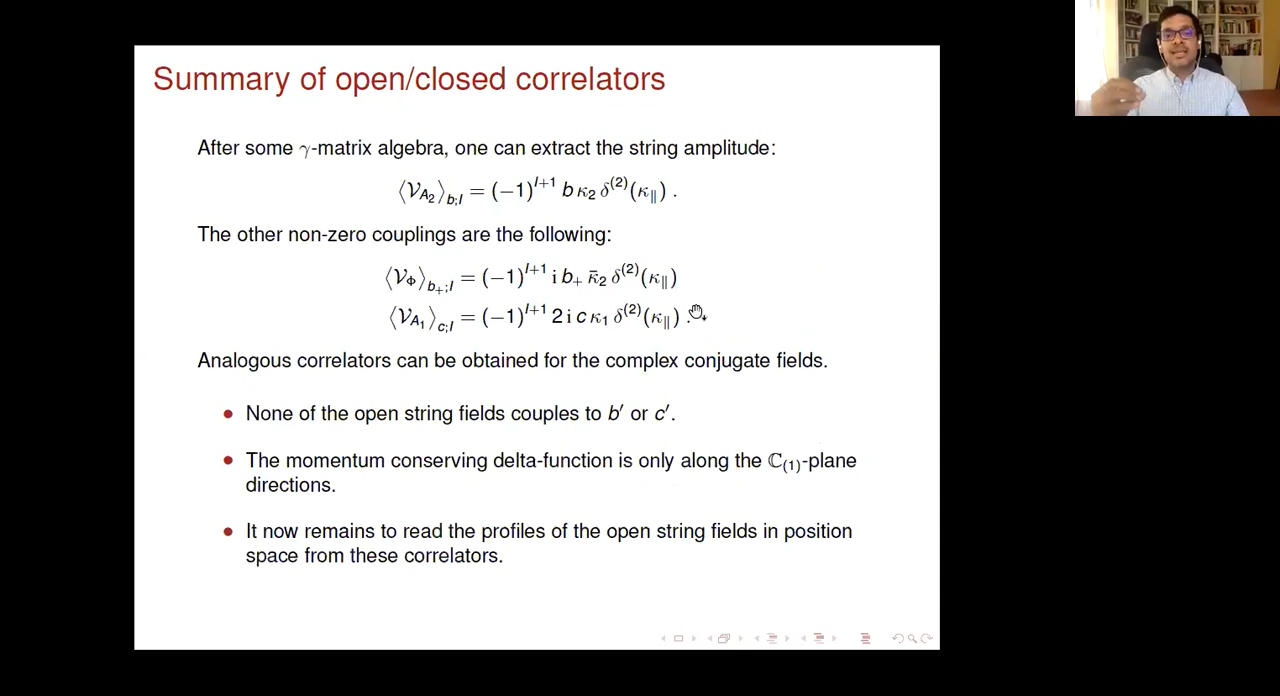 Summary of open/closed correlators
After some γ-matrix algebra, one can extract the string amplitude:
⟨𝒱_{A_2}⟩_{b;I} = (−1)^{I+1} b κ_2 δ^{(2)}(κ_∥) .
The other non-zero couplings are the following:
⟨𝒱_Φ⟩_{b_+;I} = (−1)^{I+1} i b_+ κ̄_2 δ^{(2)}(κ_∥)
⟨𝒱_{A_1}⟩_{c;I} = (−1)^{I+1} 2 i c κ_1 δ^{(2)}(κ_∥) .
Analogous correlators can be obtained for the complex conjugate fields.
• None of the open string fields couples to b′ or c′.
• The momentum conserving delta-function is only along the ℂ_{(1)}-plane
directions.
• It now remains to read the profiles of the open string fields in position
space from these correlators.